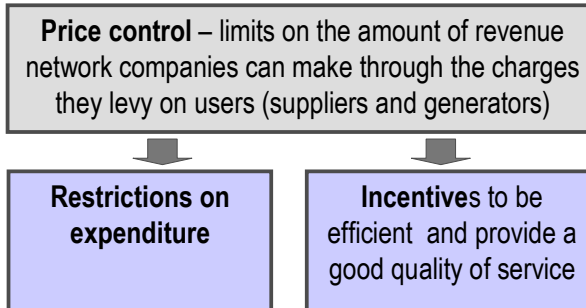 Price control – limits on the amount of revenue
network companies can make through the charges
they levy on users (suppliers and generators)
Restrictions on
expenditure
Incentives to be
efficient and provide a
good quality of service